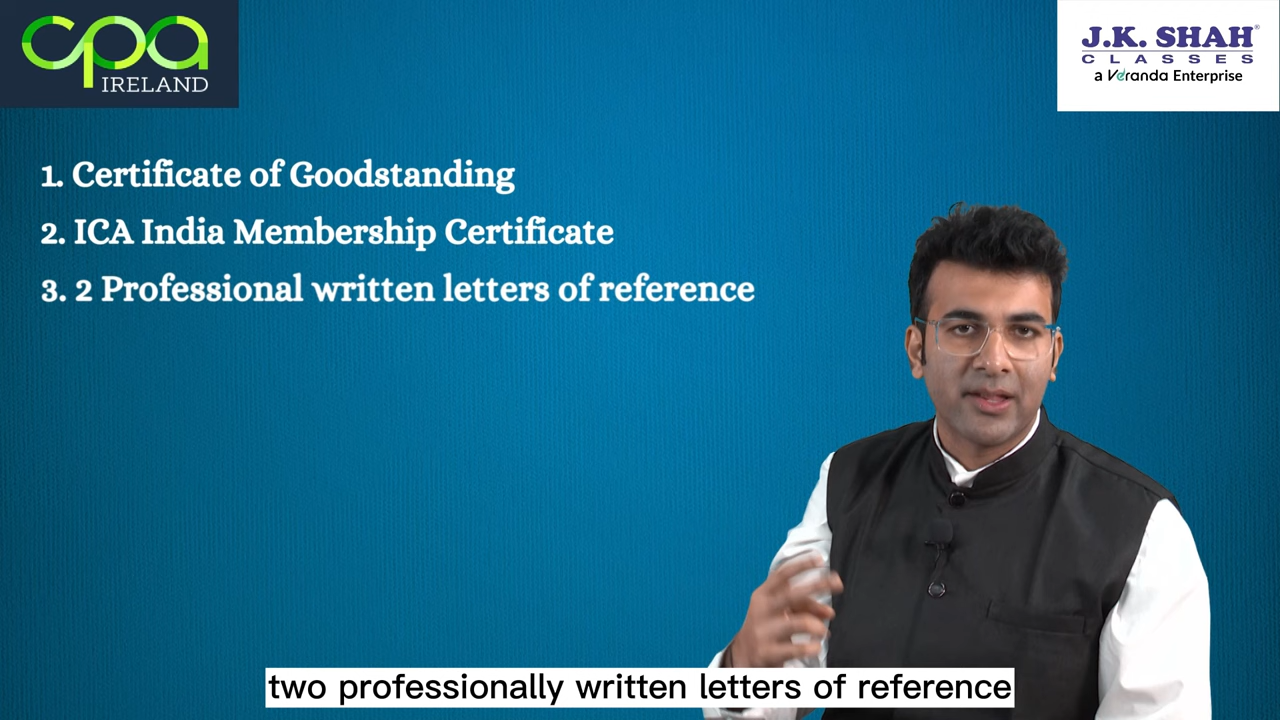 cpa
IRELAND
J.K. SHAH®
CLASSES
a Veranda Enterprise
1. Certificate of Goodstanding
2. ICA India Membership Certificate
3. 2 Professional written letters of reference
two professionally written letters of reference